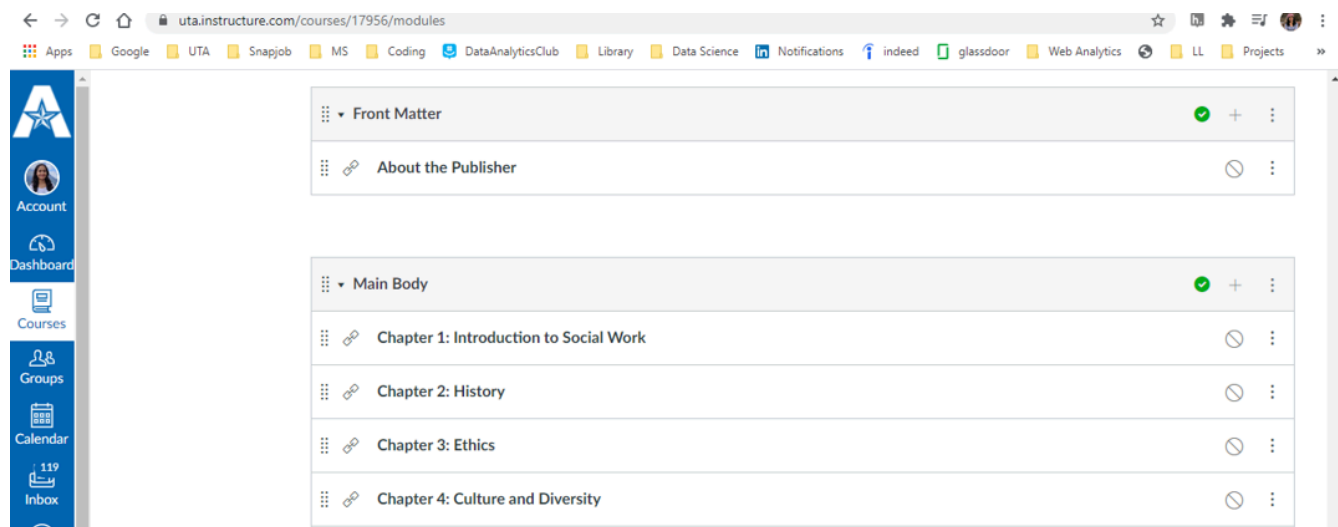 uta.instructure.com/courses/17956/modules
Apps Google UTA Snapjob MS Coding DataAnalyticsClub Library Data Science Notifications indeed glassdoor Web Analytics LL Projects »
Front Matter
About the Publisher
Account
Dashboard
Main Body
Courses
Chapter 1: Introduction to Social Work
Groups
Chapter 2: History
Calendar
Chapter 3: Ethics
119
Inbox
Chapter 4: Culture and Diversity